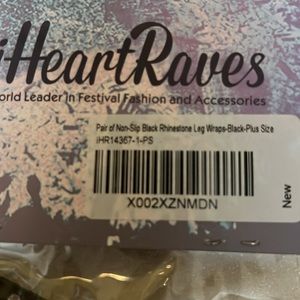 iHeartRaves
orld Leader in Festival Fashion and Accessories
Pair of Non-Slip Black Rhinestone Leg Wraps-Black-Plus Size
iHR14367-1-PS
X002XZNMDN
New